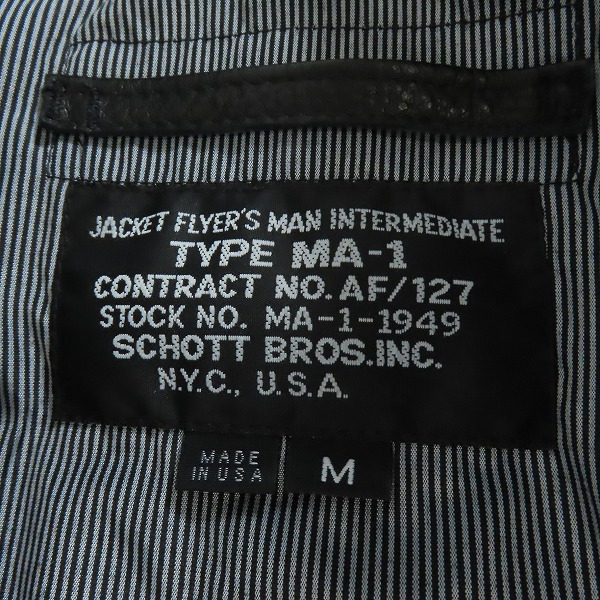 JACKET FLYER'S MAN INTERMEDIATE
TYPE MA-1
CONTRACT NO. AF/127
STOCK NO. MA-1-1949
SCHOTT BROS.INC.
N.Y.C., U.S.A.
MADE
IN USA
M